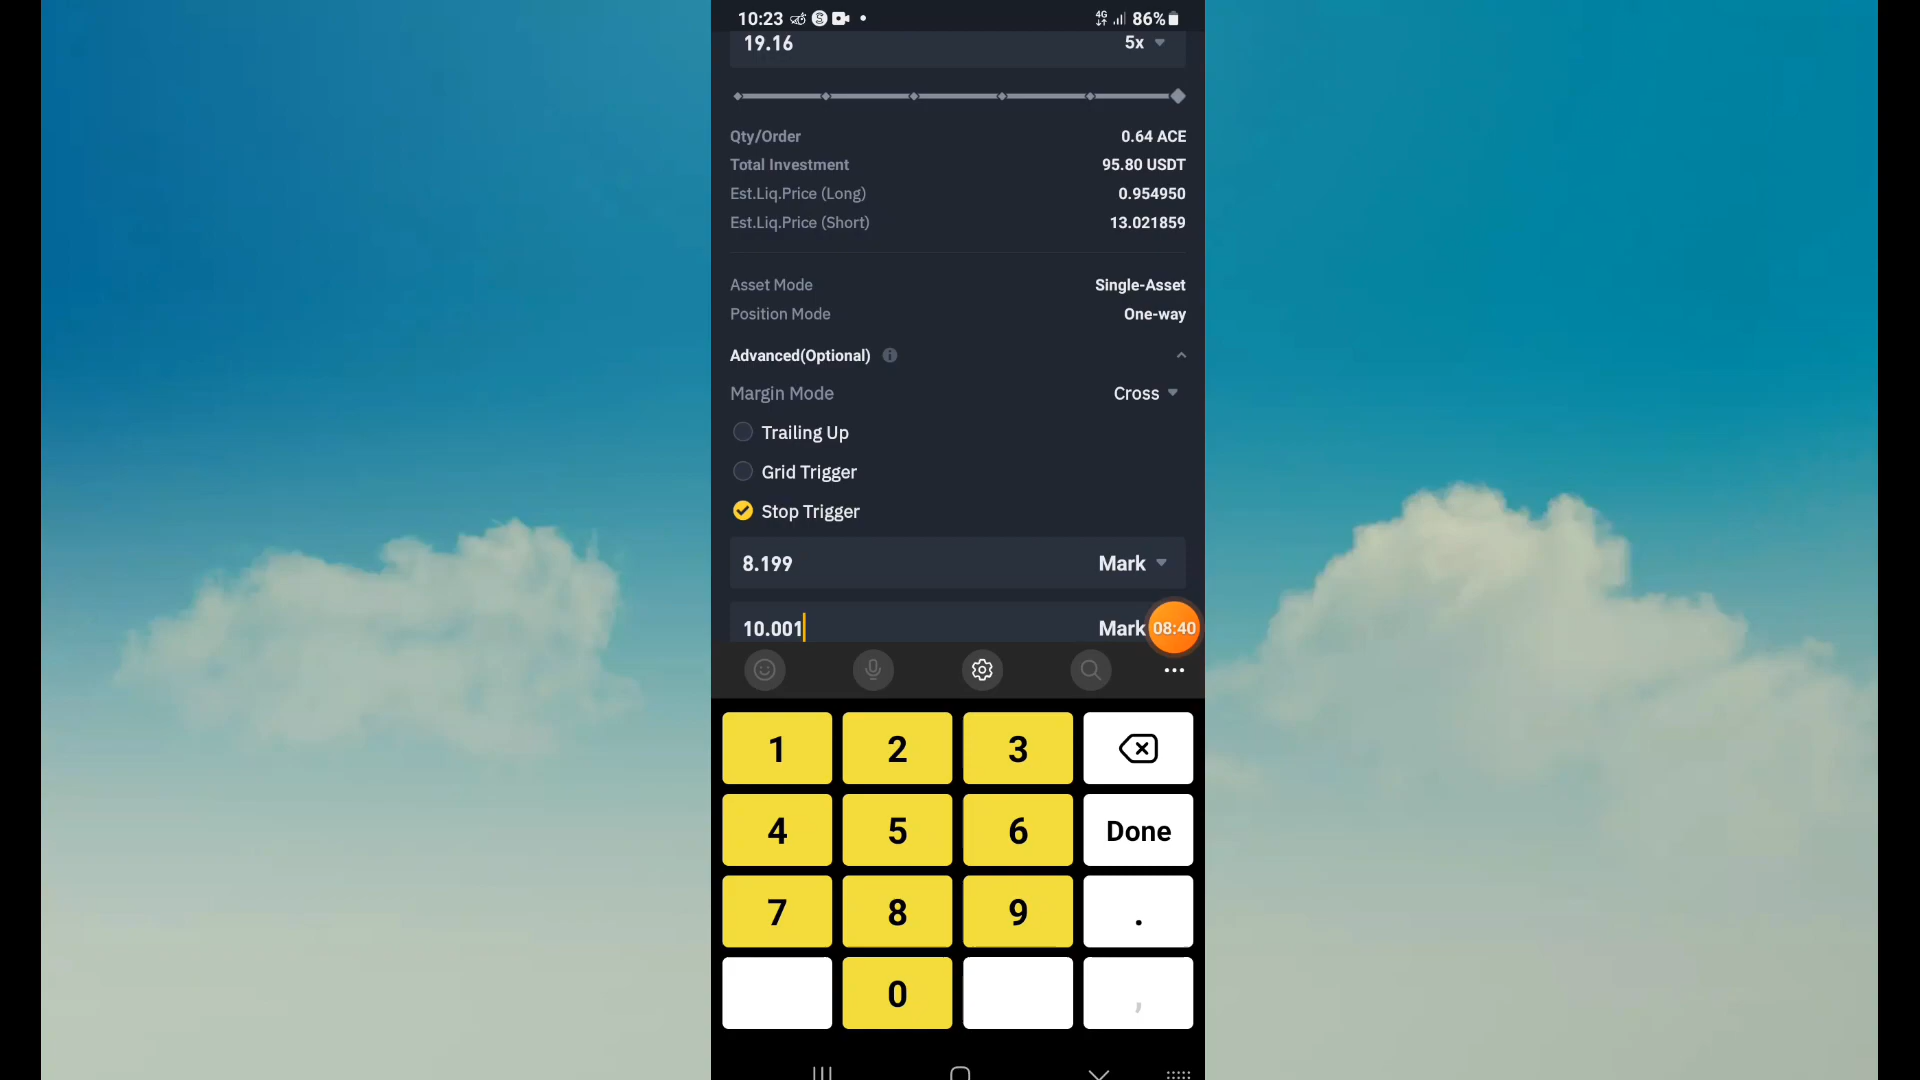 10:23 4G 86%
19.16 5x
Qty/Order 0.64 ACE
Total Investment 95.80 USDT
Est.Liq.Price (Long) 0.954950
Est.Liq.Price (Short) 13.021859
Asset Mode Single-Asset
Position Mode One-way
Advanced(Optional)
Margin Mode Cross
Trailing Up
Grid Trigger
Stop Trigger
8.199 Mark
10.001 Mark 08:40
1 2 3
4 5 6 Done
7 8 9 .
0 ,